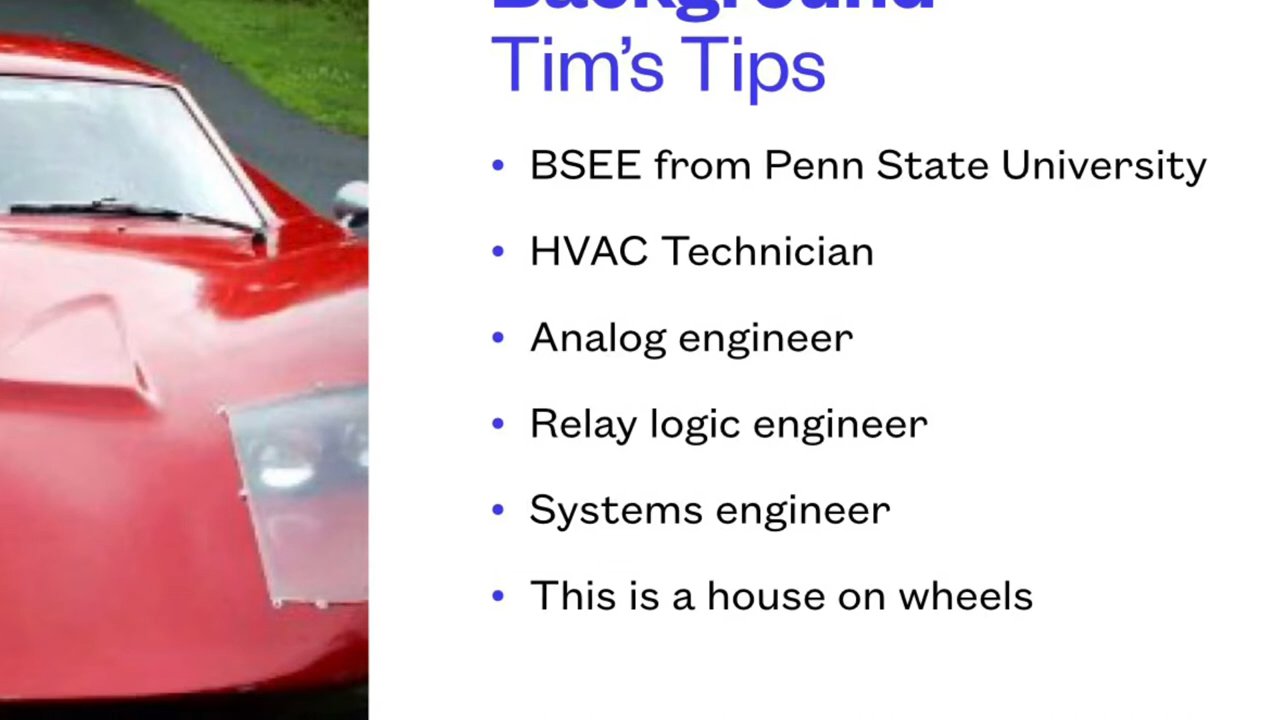 Background
Tim’s Tips
• BSEE from Penn State University
• HVAC Technician
• Analog engineer
• Relay logic engineer
• Systems engineer
• This is a house on wheels